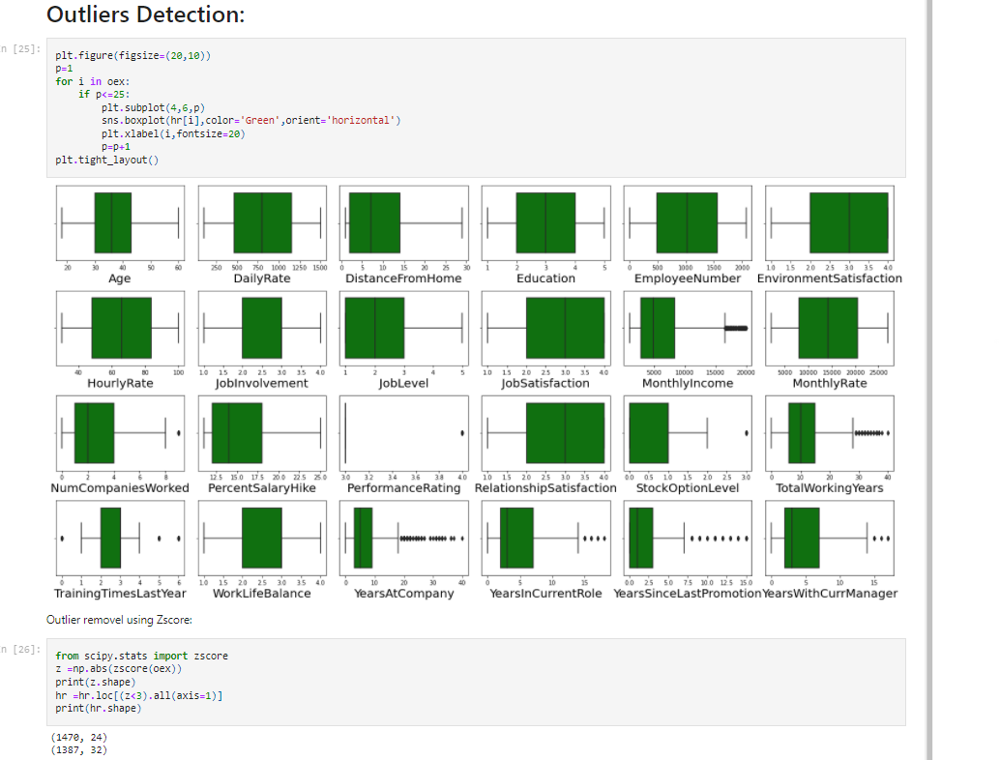 Outliers Detection:
n [25]:
plt.figure(figsize=(20,10))
p=1
for i in oex:
    if p<=25:
        plt.subplot(4,6,p)
        sns.boxplot(hr[i],color='Green',orient='horizontal')
        plt.xlabel(i,fontsize=20)
        p=p+1
plt.tight_layout()
20 30 40 50 60 250 500 750 1000 1250 1500 0 5 10 15 20 25 30 1 2 3 4 5 0 500 1000 1500 2000 1.0 1.5 2.0 2.5 3.0 3.5 4.0
Age DailyRate DistanceFromHome Education EmployeeNumber EnvironmentSatisfaction
40 60 80 100 1.0 1.5 2.0 2.5 3.0 3.5 4.0 1 2 3 4 5 1.0 1.5 2.0 2.5 3.0 3.5 4.0 5000 10000 15000 20000 5000 10000 15000 20000 25000
HourlyRate JobInvolvement JobLevel JobSatisfaction MonthlyIncome MonthlyRate
0 2 4 6 8 12.5 15.0 17.5 20.0 22.5 25.0 3.0 3.2 3.4 3.6 3.8 4.0 1.0 1.5 2.0 2.5 3.0 3.5 4.0 0.0 0.5 1.0 1.5 2.0 2.5 3.0 0 10 20 30 40
NumCompaniesWorked PercentSalaryHike PerformanceRating RelationshipSatisfaction StockOptionLevel TotalWorkingYears
0 1 2 3 4 5 6 1.0 1.5 2.0 2.5 3.0 3.5 4.0 0 10 20 30 40 0 5 10 15 0.0 2.5 5.0 7.5 10.0 12.5 15.0 0 5 10 15
TrainingTimesLastYear WorkLifeBalance YearsAtCompany YearsInCurrentRole YearsSinceLastPromotion YearsWithCurrManager
Outlier removel using Zscore:
n [26]:
from scipy.stats import zscore
z =np.abs(zscore(oex))
print(z.shape)
hr =hr.loc[(z<3).all(axis=1)]
print(hr.shape)
(1470, 24)
(1387, 32)